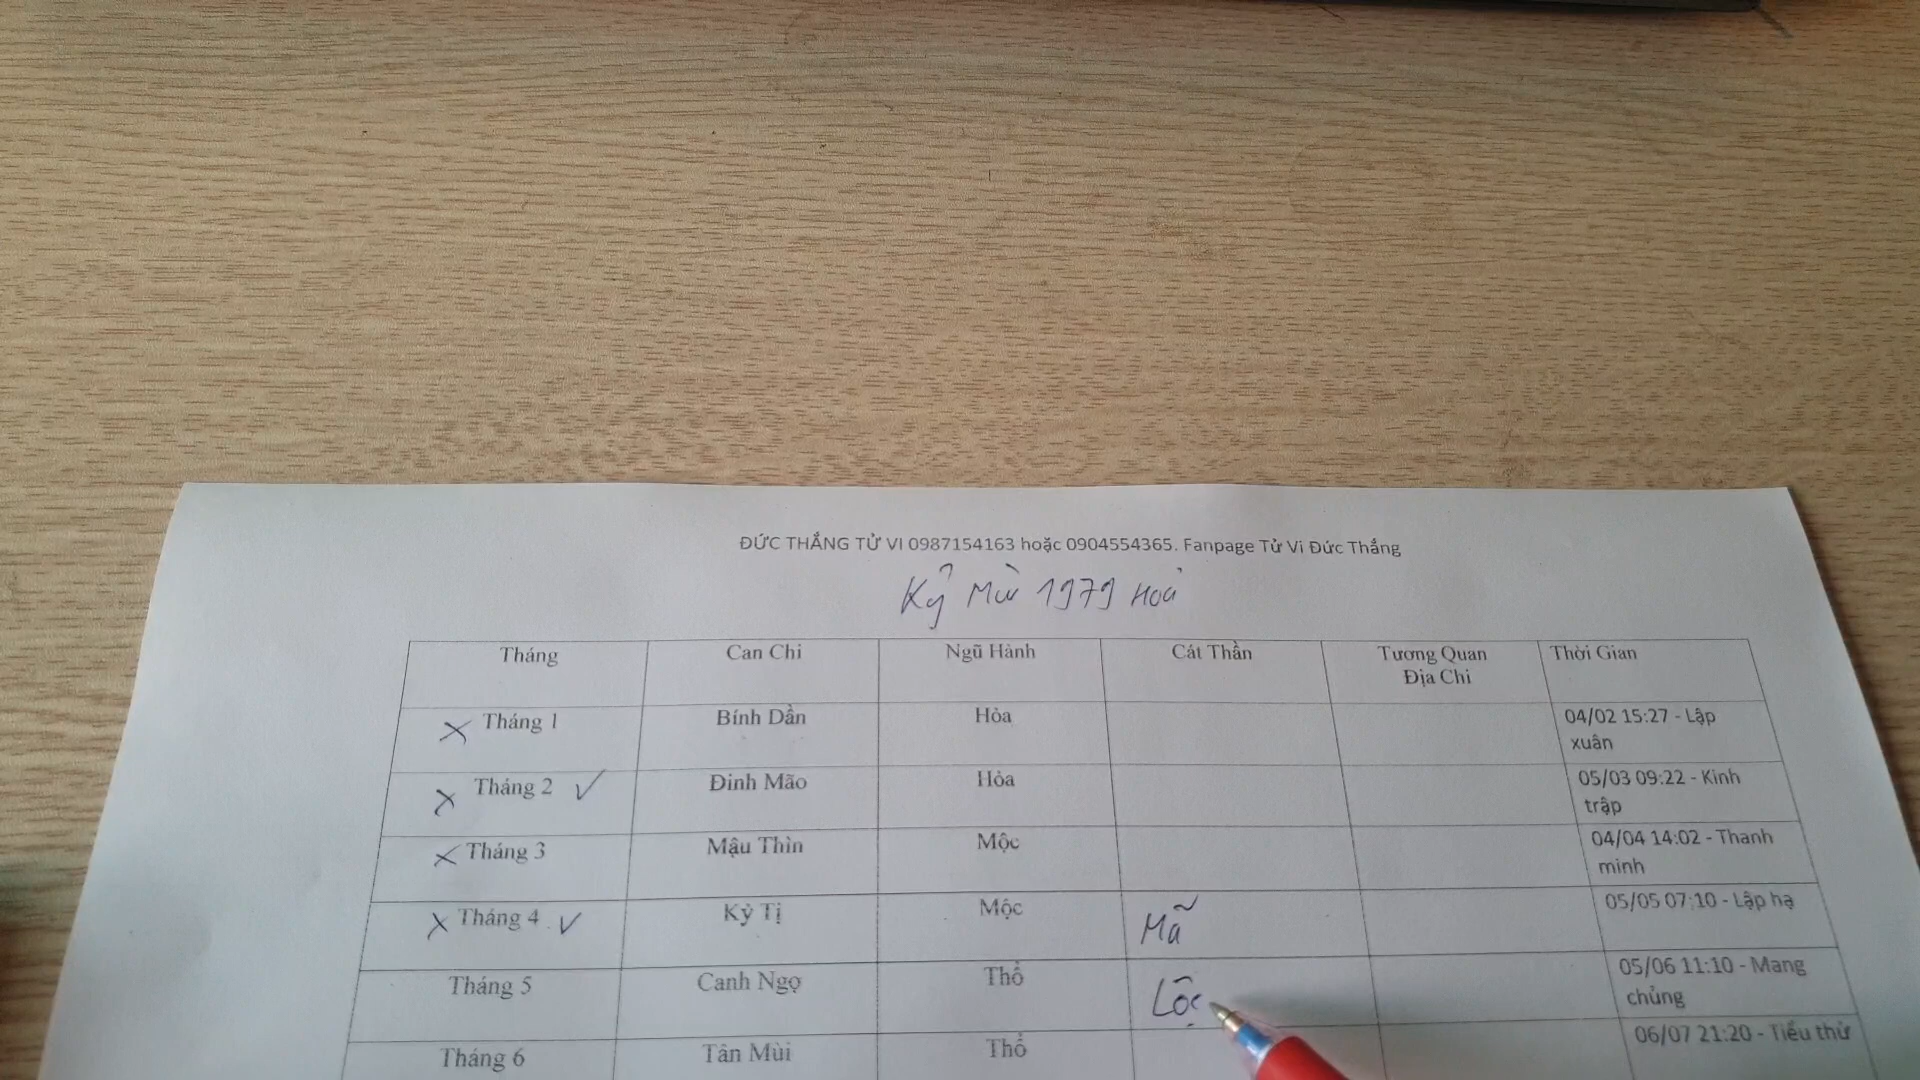 ĐỨC THẮNG TỬ VI 0987154163 hoặc 0904554365. Fanpage Tử Vi Đức Thắng
Kỷ Mùi 1979 Hoả
Tháng Can Chi Ngũ Hành Cát Thần Tương Quan Địa Chi Thời Gian
X Tháng 1 Bính Dần Hỏa 04/02 15:27 - Lập xuân
X Tháng 2 ✓ Đinh Mão Hỏa 05/03 09:22 - Kinh trập
X Tháng 3 Mậu Thìn Mộc 04/04 14:02 - Thanh minh
X Tháng 4 ✓ Kỷ Tị Mộc Mã 05/05 07:10 - Lập hạ
Tháng 5 Canh Ngọ Thổ Lộc 05/06 11:10 - Mang chủng
Tháng 6 Tân Mùi Thổ 06/07 21:20 - Tiểu thử